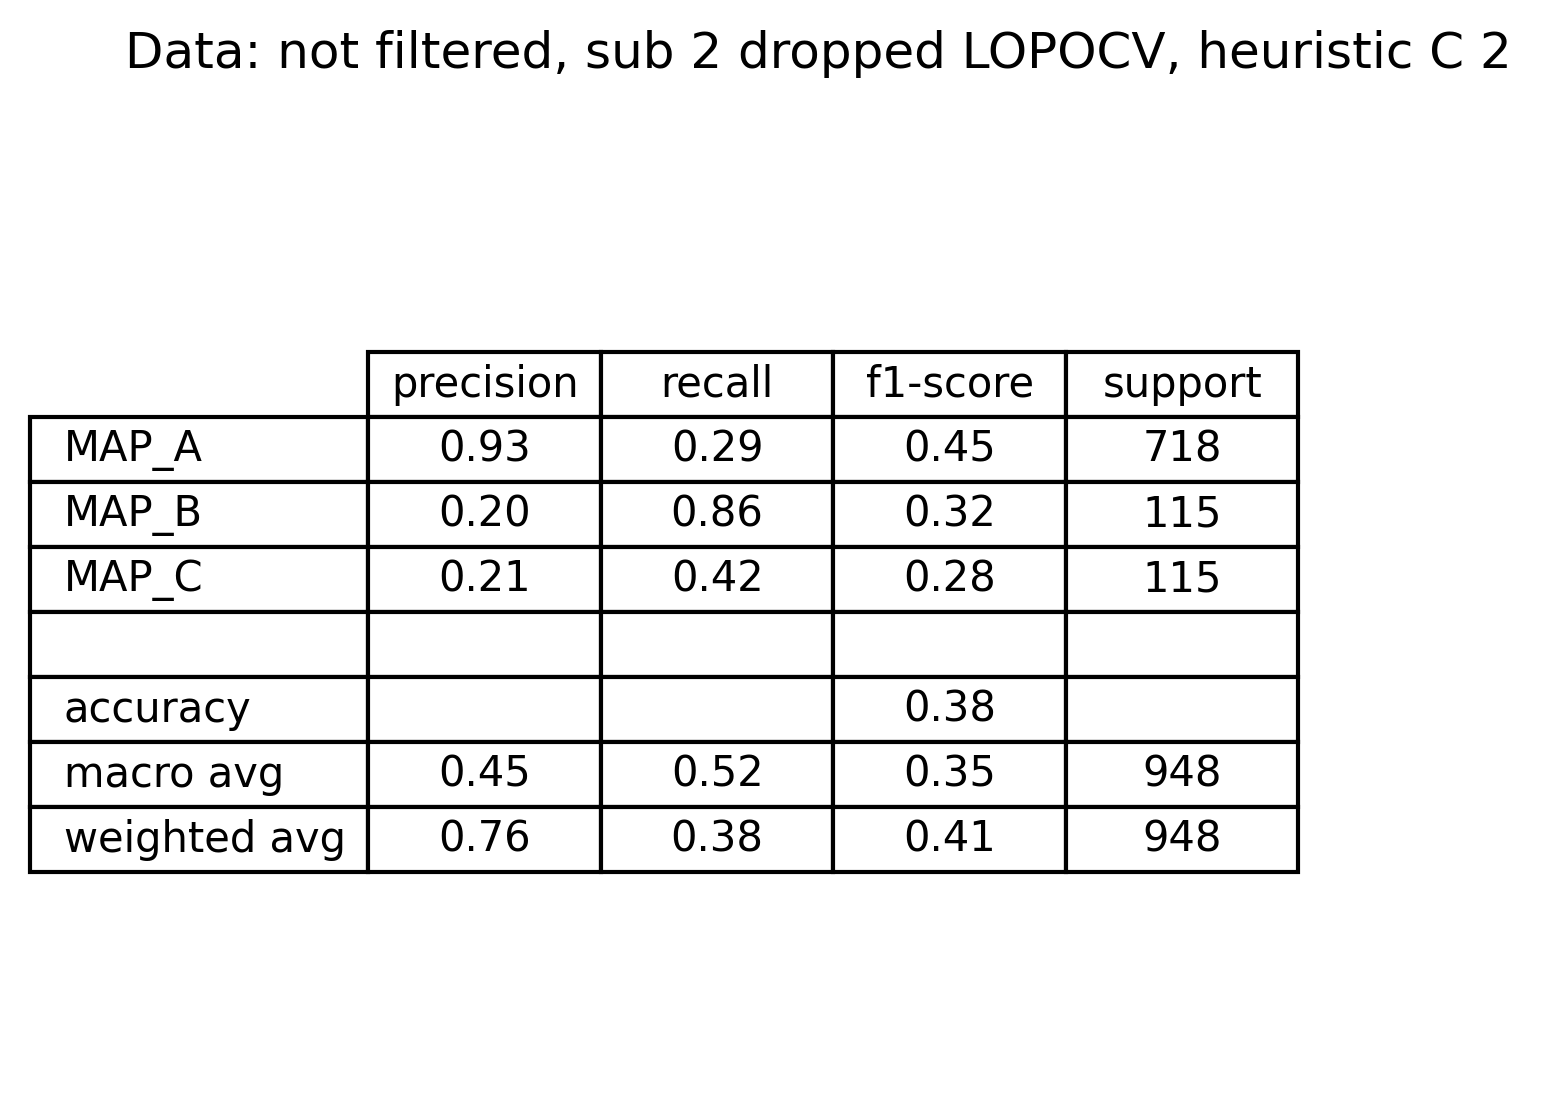 Data: not filtered, sub 2 dropped LOPOCV, heuristic C 2
precision recall f1-score support
MAP_A 0.93 0.29 0.45 718
MAP_B 0.20 0.86 0.32 115
MAP_C 0.21 0.42 0.28 115
accuracy 0.38
macro avg 0.45 0.52 0.35 948
weighted avg 0.76 0.38 0.41 948